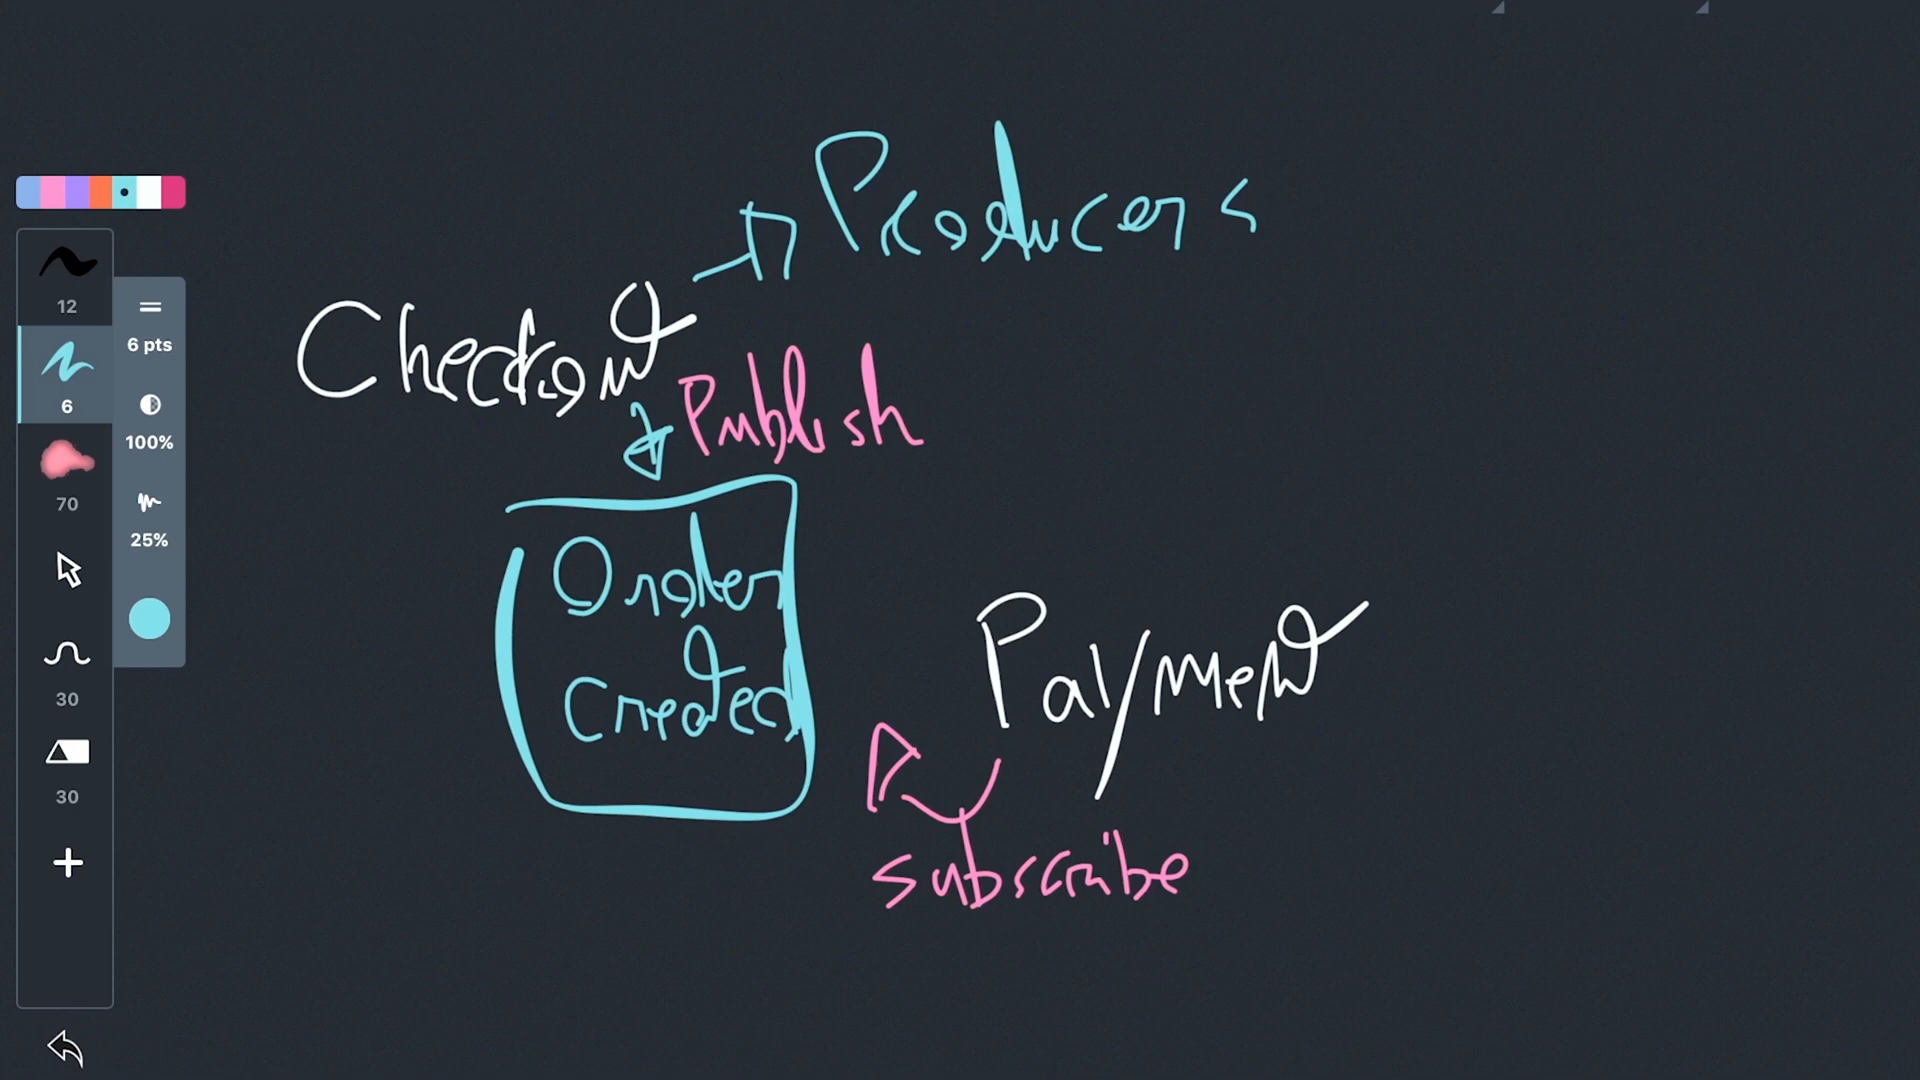 Producers
Checkout
Publish
Order
Created
Payment
subscribe
12
6
70
30
30
6 pts
100%
25%